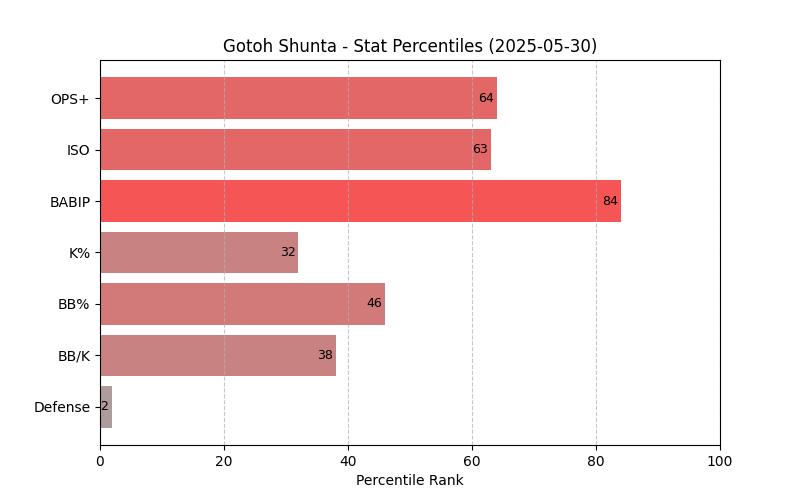 Gotoh Shunta - Stat Percentiles (2025-05-30)
OPS+ 64
ISO 63
BABIP 84
K% 32
BB% 46
BB/K 38
Defense 2
0 20 40 60 80 100
Percentile Rank